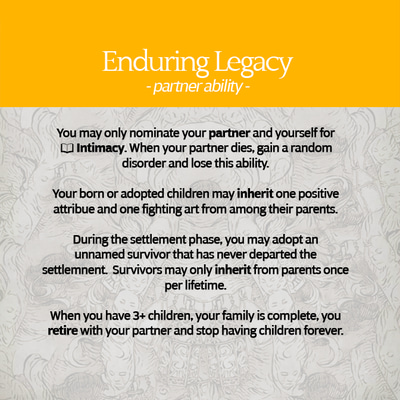 Enduring Legacy
- partner ability -
You may only nominate your partner and yourself for
Intimacy. When your partner dies, gain a random
disorder and lose this ability.
Your born or adopted children may inherit one positive
attribue and one fighting art from among their parents.
During the settlement phase, you may adopt an
unnamed survivor that has never departed the
settlemnent. Survivors may only inherit from parents once
per lifetime.
When you have 3+ children, your family is complete, you
retire with your partner and stop having children forever.